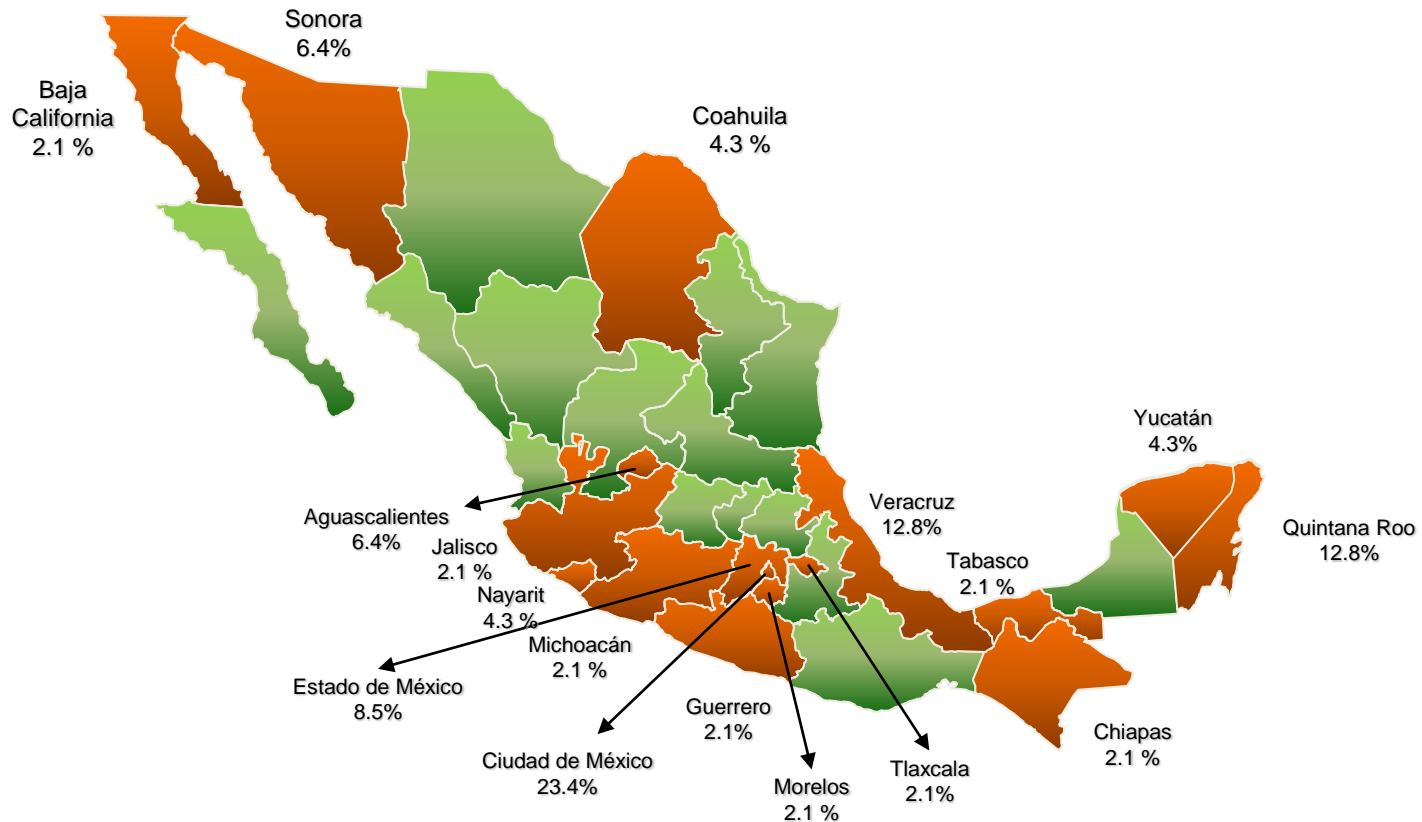 Sonora
6.4%
Baja
California
2.1 %
Coahuila
4.3 %
Yucatán
4.3%
Veracruz
12.8%
Quintana Roo
12.8%
Aguascalientes
6.4%
Jalisco
2.1 %
Tabasco
2.1 %
Nayarit
4.3 %
Michoacán
2.1 %
Estado de México
8.5%
Guerrero
2.1%
Chiapas
2.1 %
Ciudad de México
23.4%
Tlaxcala
2.1%
Morelos
2.1 %